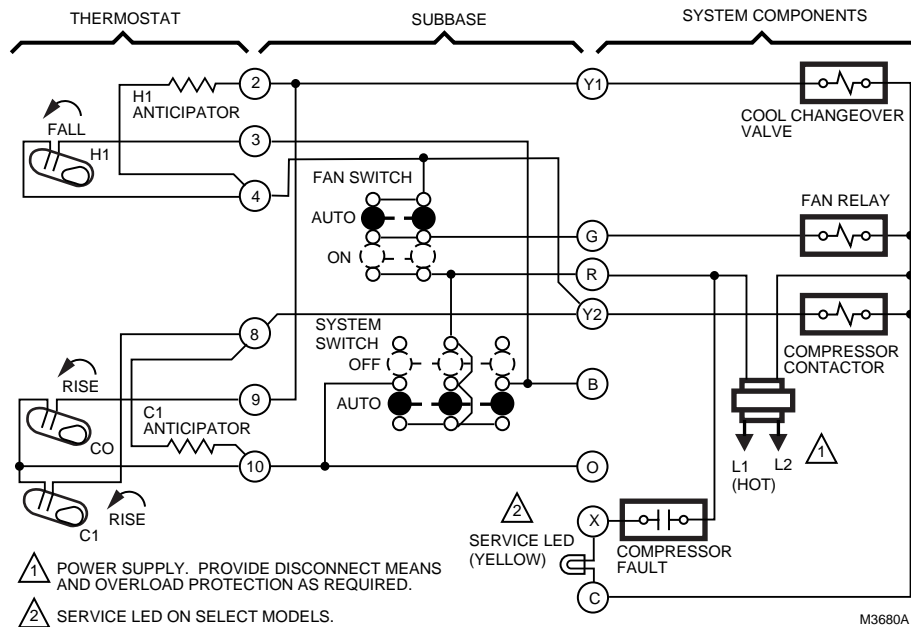 THERMOSTAT
SUBBASE
SYSTEM COMPONENTS
2
Y1
H1
ANTICIPATOR
COOL CHANGEOVER
VALVE
FALL
H1
3
4
FAN SWITCH
AUTO
ON
FAN RELAY
G
R
Y2
8
SYSTEM
SWITCH
OFF
AUTO
COMPRESSOR
CONTACTOR
RISE
CO
9
B
C1
ANTICIPATOR
10
O
L1
(HOT)
L2
1
RISE
C1
2
SERVICE LED
(YELLOW)
X
COMPRESSOR
FAULT
C
1 POWER SUPPLY. PROVIDE DISCONNECT MEANS
AND OVERLOAD PROTECTION AS REQUIRED.
2 SERVICE LED ON SELECT MODELS.
M3680A